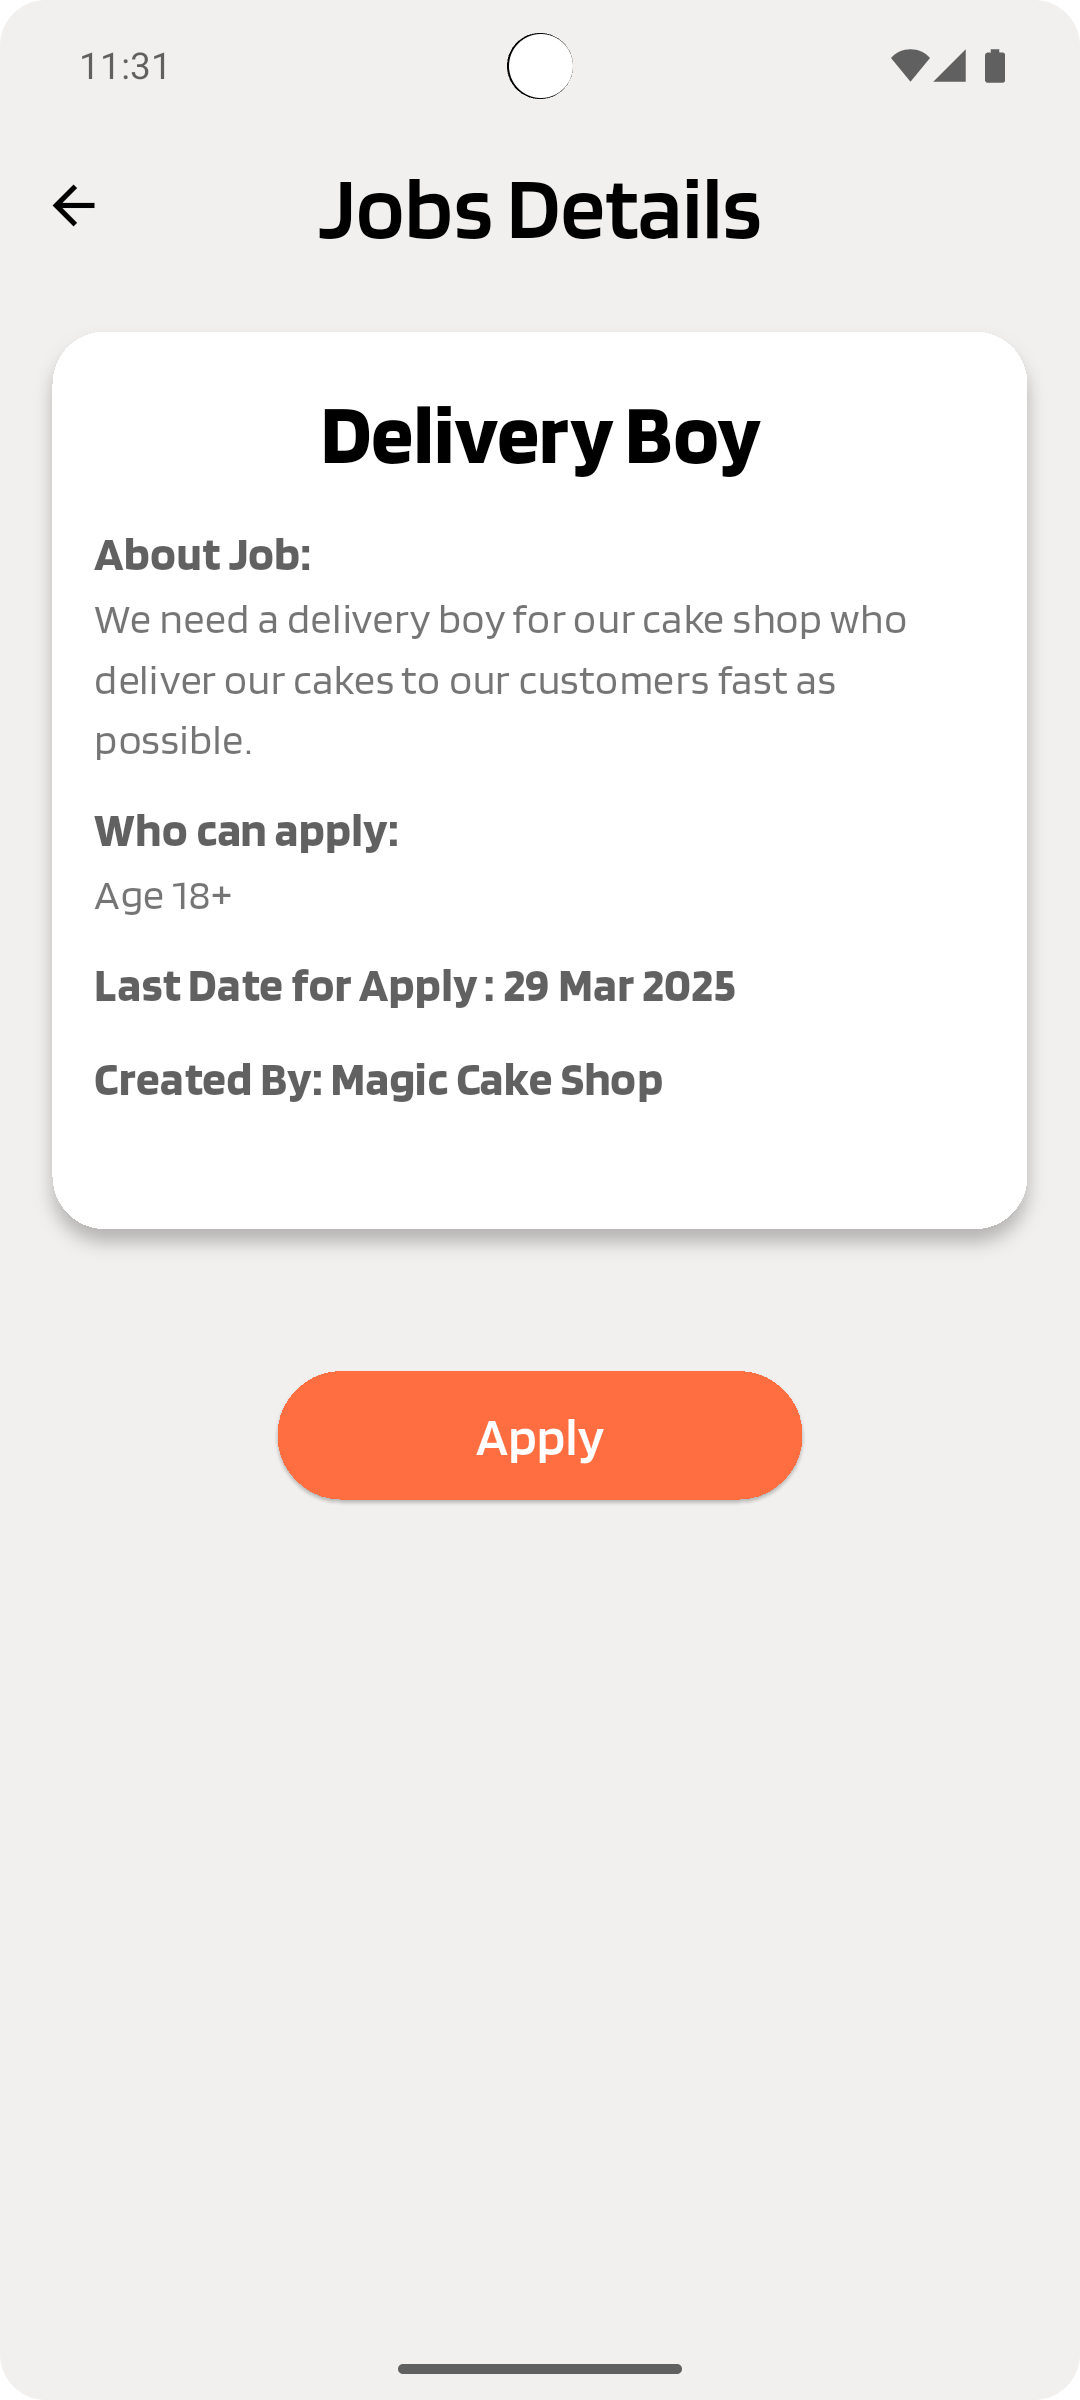 11:31
Jobs Details
Delivery Boy
About Job:
We need a delivery boy for our cake shop who
deliver our cakes to our customers fast as
possible.
Who can apply:
Age 18+
Last Date for Apply : 29 Mar 2025
Created By: Magic Cake Shop
Apply